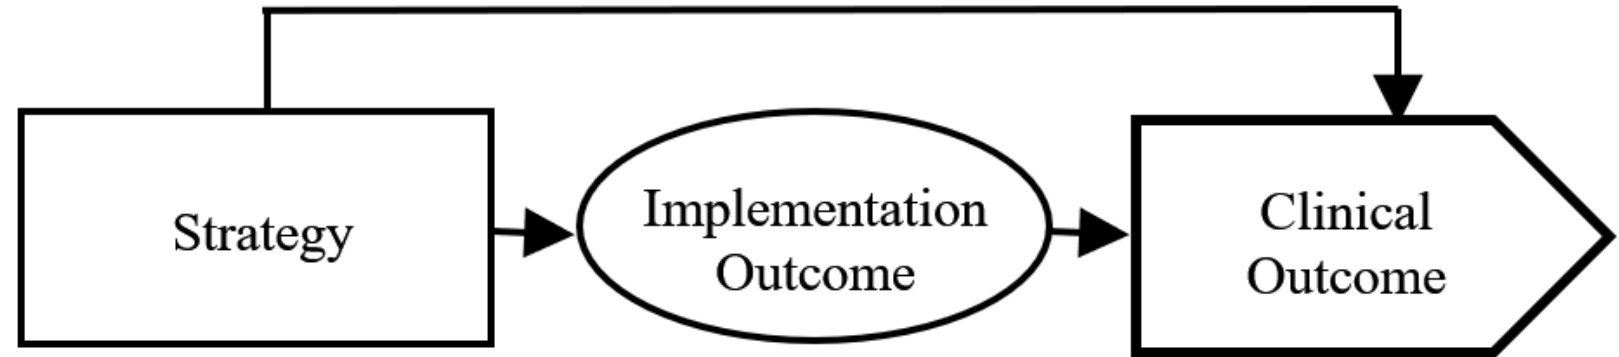 Strategy
Implementation
Outcome
Clinical
Outcome